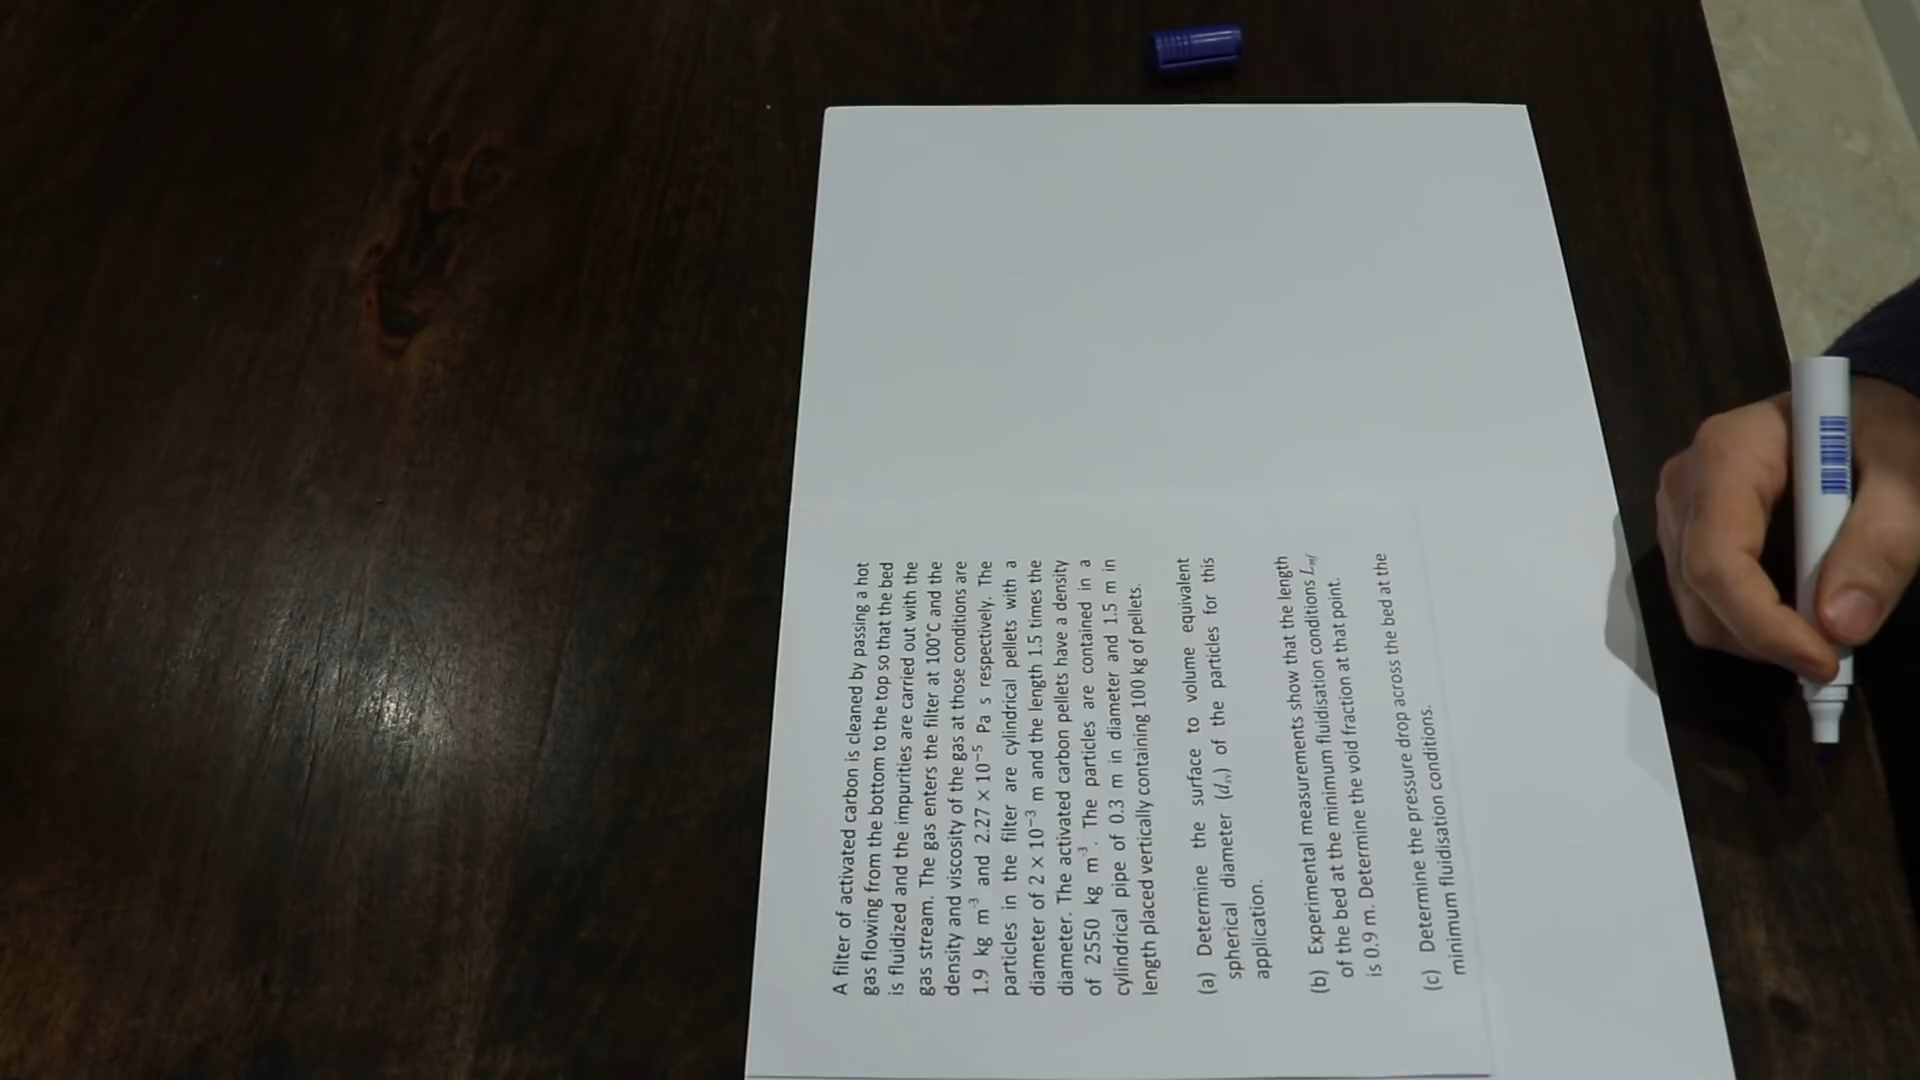 A filter of activated carbon is cleaned by passing a hot
gas flowing from the bottom to the top so that the bed
is fluidized and the impurities are carried out with the
gas stream. The gas enters the filter at 100°C and the
density and viscosity of the gas at those conditions are
1.9 kg m⁻³ and 2.27 × 10⁻⁵ Pa s respectively. The
particles in the filter are cylindrical pellets with a
diameter of 2 × 10⁻³ m and the length 1.5 times the
diameter. The activated carbon pellets have a density
of 2550 kg m⁻³. The particles are contained in a
cylindrical pipe of 0.3 m in diameter and 1.5 m in
length placed vertically containing 100 kg of pellets.
(a) Determine the surface to volume equivalent
spherical diameter (dₛᵥ) of the particles for this
application.
(b) Experimental measurements show that the length
of the bed at the minimum fluidisation conditions Lmf
is 0.9 m. Determine the void fraction at that point.
(c) Determine the pressure drop across the bed at the
minimum fluidisation conditions.